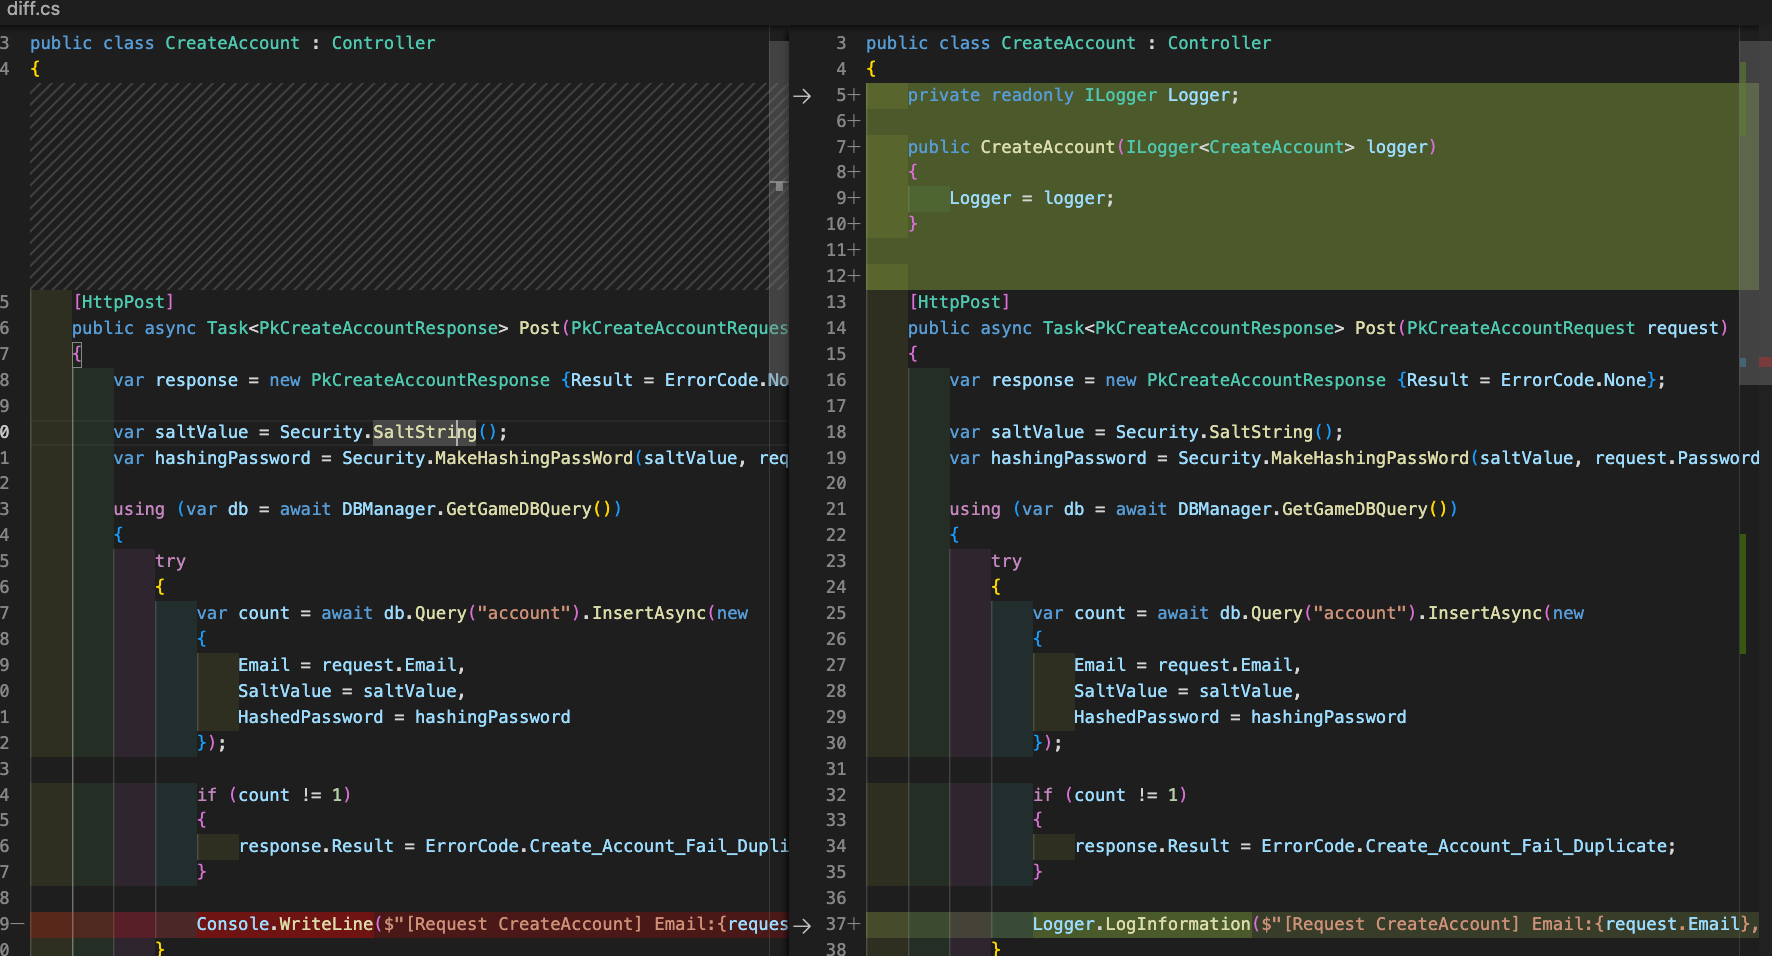 diff.cs
3 public class CreateAccount : Controller
4 {
5 [HttpPost]
6 public async Task<PkCreateAccountResponse> Post(PkCreateAccountReques
7 {
8 var response = new PkCreateAccountResponse {Result = ErrorCode.No
9
0 var saltValue = Security.SaltString();
1 var hashingPassword = Security.MakeHashingPassWord(saltValue, req
2
3 using (var db = await DBManager.GetGameDBQuery())
4 {
5 try
6 {
7 var count = await db.Query("account").InsertAsync(new
8 {
9 Email = request.Email,
0 SaltValue = saltValue,
1 HashedPassword = hashingPassword
2 });
3
4 if (count != 1)
5 {
6 response.Result = ErrorCode.Create_Account_Fail_Dupli
7 }
8
9— Console.WriteLine($"[Request CreateAccount] Email:{reques
0 }
3 public class CreateAccount : Controller
4 {
→ 5+ private readonly ILogger Logger;
6+
7+ public CreateAccount(ILogger<CreateAccount> logger)
8+ {
9+ Logger = logger;
10+ }
11+
12+
13 [HttpPost]
14 public async Task<PkCreateAccountResponse> Post(PkCreateAccountRequest request)
15 {
16 var response = new PkCreateAccountResponse {Result = ErrorCode.None};
17
18 var saltValue = Security.SaltString();
19 var hashingPassword = Security.MakeHashingPassWord(saltValue, request.Password
20
21 using (var db = await DBManager.GetGameDBQuery())
22 {
23 try
24 {
25 var count = await db.Query("account").InsertAsync(new
26 {
27 Email = request.Email,
28 SaltValue = saltValue,
29 HashedPassword = hashingPassword
30 });
31
32 if (count != 1)
33 {
34 response.Result = ErrorCode.Create_Account_Fail_Duplicate;
35 }
36
→ 37+ Logger.LogInformation($"[Request CreateAccount] Email:{request.Email},
38 }